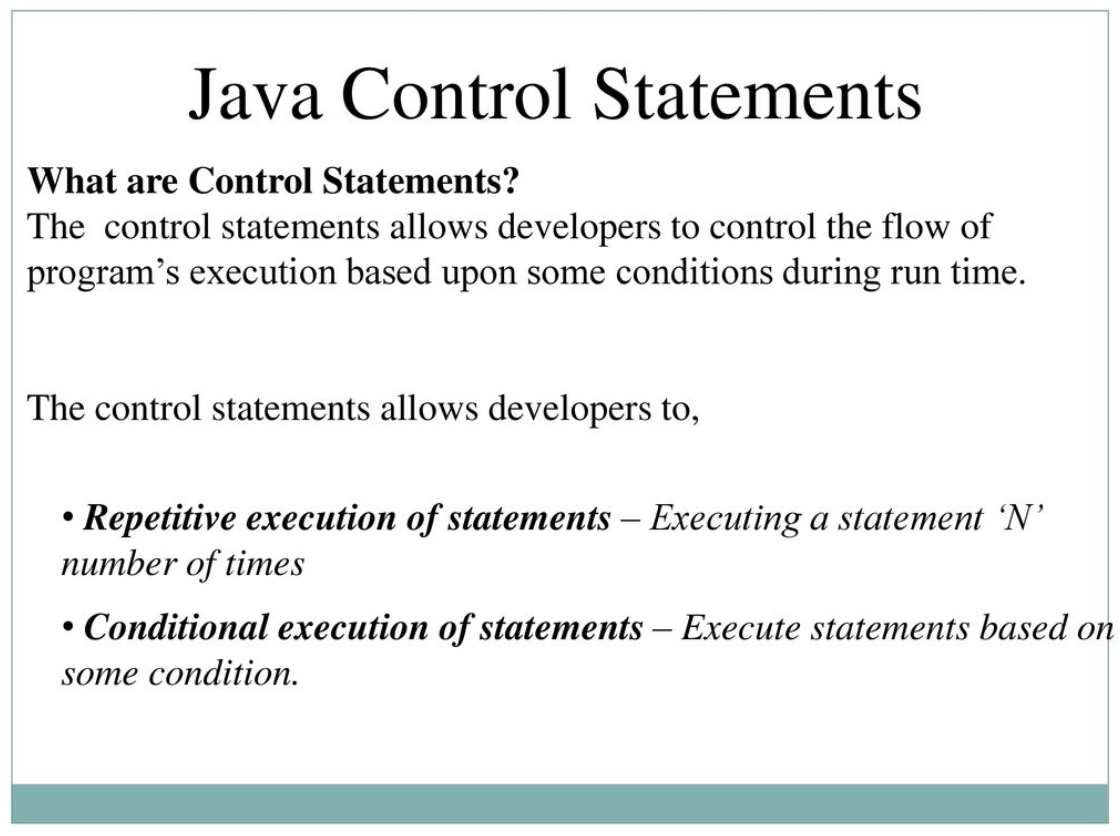 Java Control Statements
What are Control Statements?
The  control statements allows developers to control the flow of
program’s execution based upon some conditions during run time.
The control statements allows developers to,
• Repetitive execution of statements – Executing a statement ‘N’
number of times
• Conditional execution of statements – Execute statements based on
some condition.